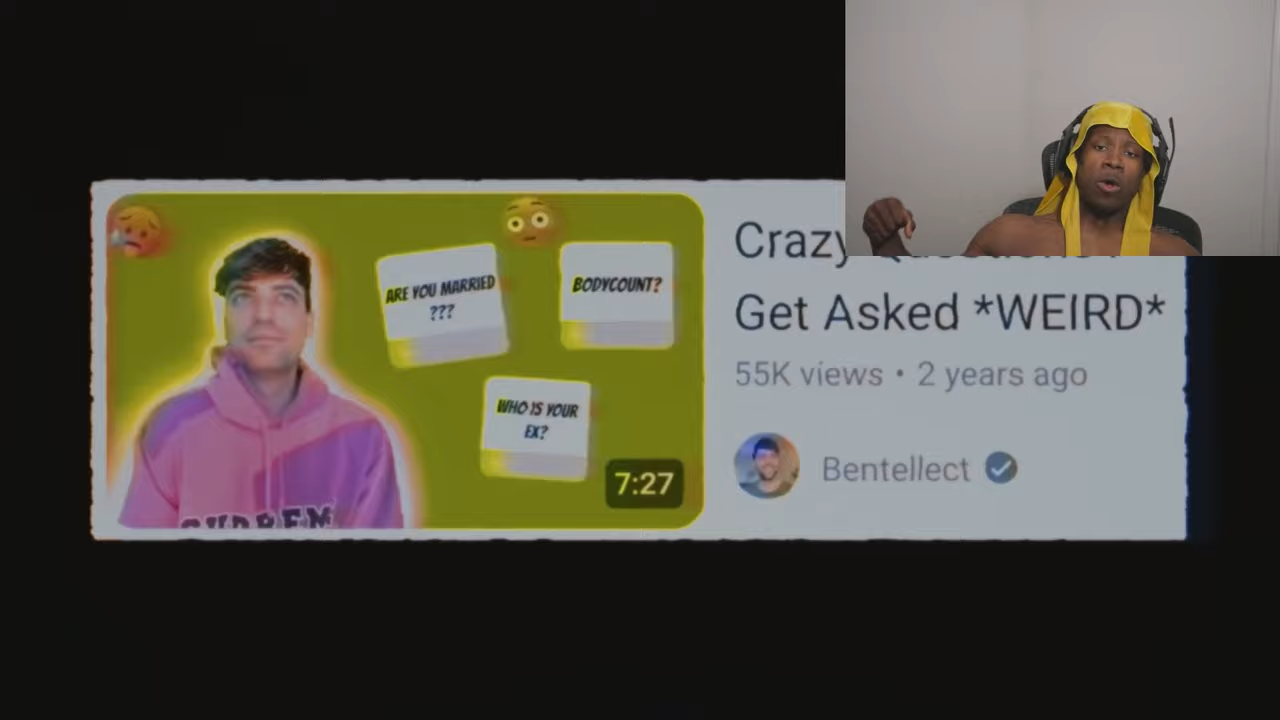 ARE YOU MARRIED
???
BODYCOUNT?
WHO IS YOUR
EX?
7:27
Get Asked *WEIRD*
55K views • 2 years ago
Bentellect